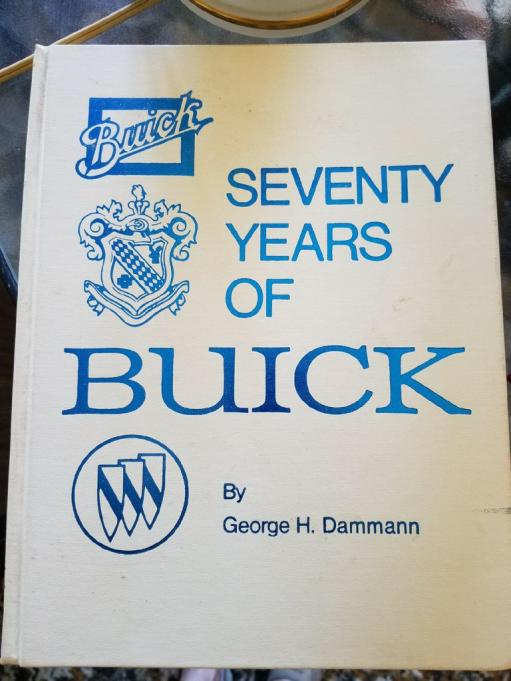 Buick
SEVENTY
YEARS
OF
BUICK
By
George H. Dammann